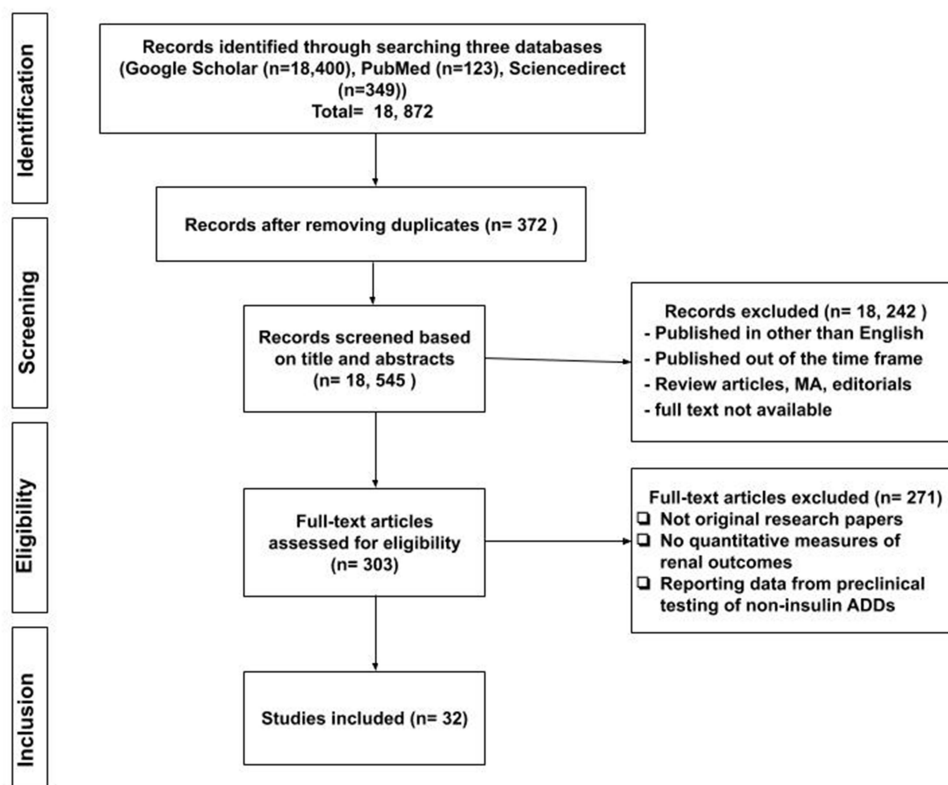 Identification
Records identified through searching three databases
(Google Scholar (n=18,400), PubMed (n=123), Sciencedirect
(n=349))
Total= 18, 872
Records after removing duplicates (n= 372 )
Screening
Records screened based
on title and abstracts
(n= 18, 545 )
Records excluded (n= 18, 242 )
- Published in other than English
- Published out of the time frame
- Review articles, MA, editorials
- full text not available
Eligibility
Full-text articles
assessed for eligibility
(n= 303)
Full-text articles excluded (n= 271)
❑ Not original research papers
❑ No quantitative measures of
renal outcomes
❑ Reporting data from preclinical
testing of non-insulin ADDs
Inclusion
Studies included (n= 32)